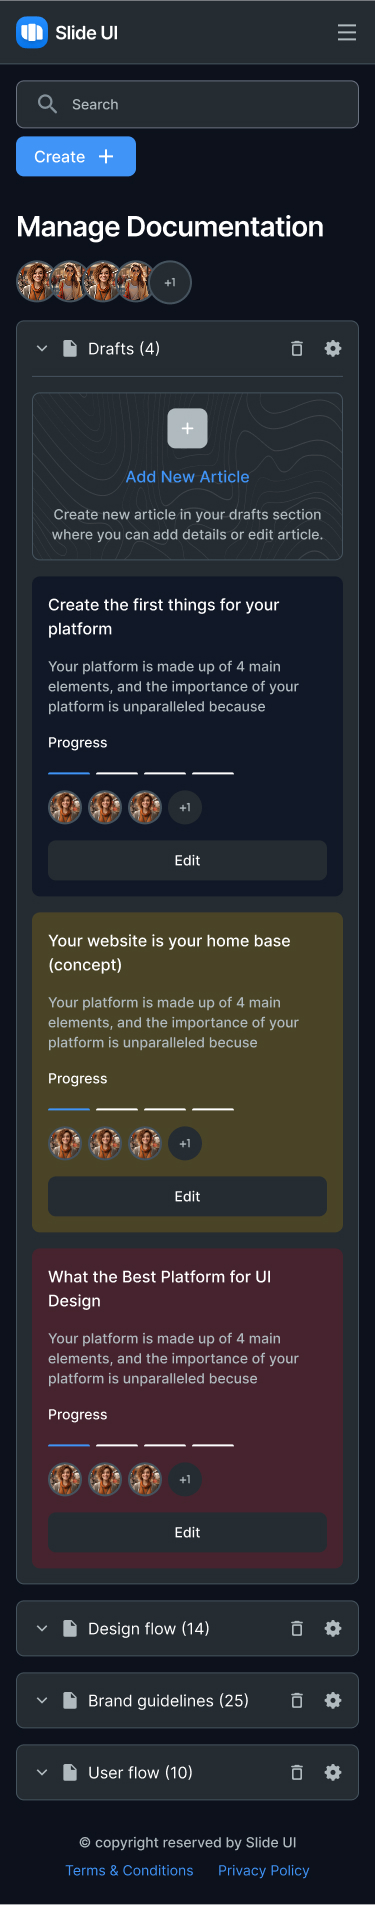 Slide UI
Search
Create
Manage Documentation
+1
Drafts (4)
Add New Article
Create new article in your drafts section
where you can add details or edit article.
Create the first things for your
platform
Your platform is made up of 4 main
elements, and the importance of your
platform is unparalleled because
Progress
+1
Edit
Your website is your home base
(concept)
Your platform is made up of 4 main
elements, and the importance of your
platform is unparalleled becuse
Progress
+1
Edit
What the Best Platform for UI
Design
Your platform is made up of 4 main
elements, and the importance of your
platform is unparalleled becuse
Progress
+1
Edit
Design flow (14)
Brand guidelines (25)
User flow (10)
© copyright reserved by Slide UI
Terms & Conditions Privacy Policy